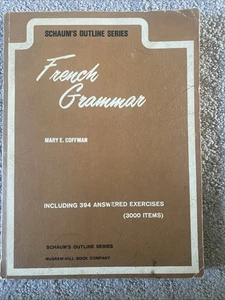 SCHAUM'S OUTLINE SERIES
French
Grammar
MARY E. COFFMAN
INCLUDING 394 ANSWERED EXERCISES
(3000 ITEMS)
SCHAUM'S OUTLINE SERIES
McGRAW-HILL BOOK COMPANY